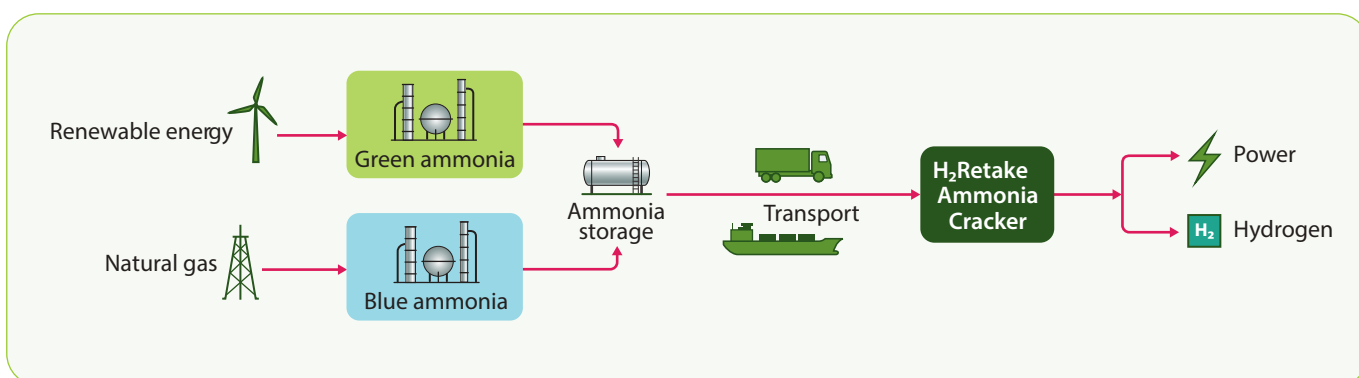 Renewable energy
Green ammonia
Natural gas
Blue ammonia
Ammonia
storage
Transport
H₂Retake
Ammonia
Cracker
Power
H₂
Hydrogen